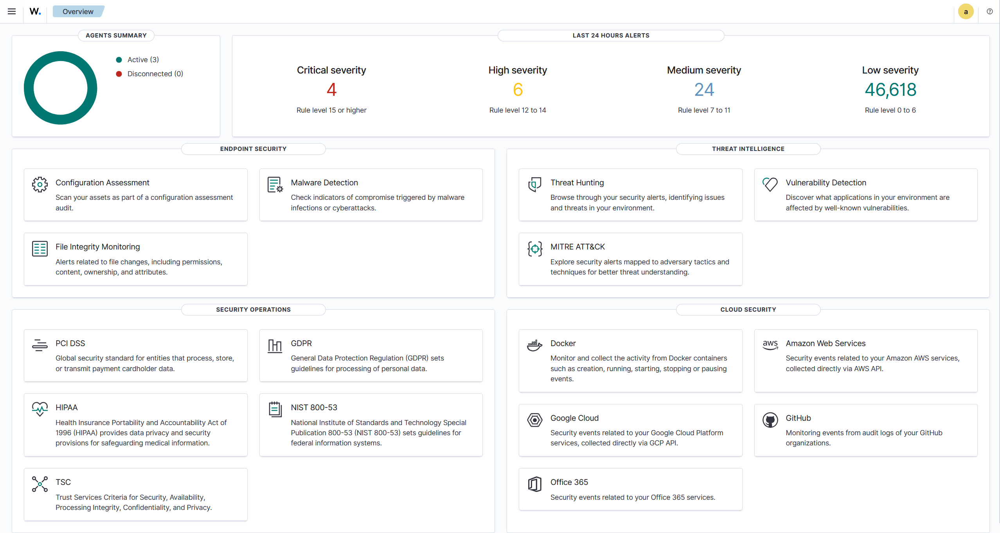 W.
Overview
a
AGENTS SUMMARY
Active (3)
Disconnected (0)
LAST 24 HOURS ALERTS
Critical severity
4
Rule level 15 or higher
High severity
6
Rule level 12 to 14
Medium severity
24
Rule level 7 to 11
Low severity
46,618
Rule level 0 to 6
ENDPOINT SECURITY
Configuration Assessment
Scan your assets as part of a configuration assessment
audit.
Malware Detection
Check indicators of compromise triggered by malware
infections or cyberattacks.
File Integrity Monitoring
Alerts related to file changes, including permissions,
content, ownership, and attributes.
THREAT INTELLIGENCE
Threat Hunting
Browse through your security alerts, identifying issues
and threats in your environment.
Vulnerability Detection
Discover what applications in your environment are
affected by well-known vulnerabilities.
MITRE ATT&CK
Explore security alerts mapped to adversary tactics and
techniques for better threat understanding.
SECURITY OPERATIONS
PCI DSS
Global security standard for entities that process, store,
or transmit payment cardholder data.
GDPR
General Data Protection Regulation (GDPR) sets
guidelines for processing of personal data.
HIPAA
Health Insurance Portability and Accountability Act of
1996 (HIPAA) provides data privacy and security
provisions for safeguarding medical information.
NIST 800-53
National Institute of Standards and Technology Special
Publication 800-53 (NIST 800-53) sets guidelines for
federal information systems.
TSC
Trust Services Criteria for Security, Availability,
Processing Integrity, Confidentiality, and Privacy.
CLOUD SECURITY
Docker
Monitor and collect the activity from Docker containers
such as creation, running, starting, stopping or pausing
events.
aws
Amazon Web Services
Security events related to your Amazon AWS services,
collected directly via AWS API.
Google Cloud
Security events related to your Google Cloud Platform
services, collected directly via GCP API.
GitHub
Monitoring events from audit logs of your GitHub
organizations.
Office 365
Security events related to your Office 365 services.